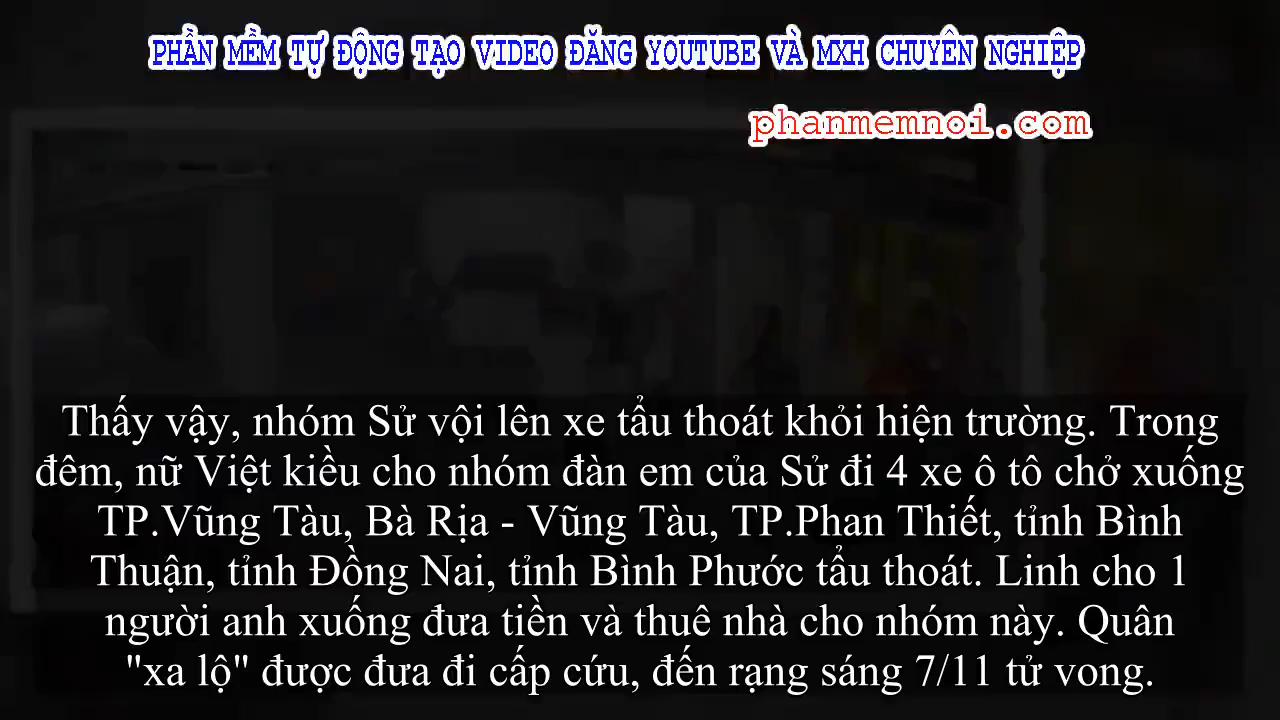 PHẦN MỀM TỰ ĐỘNG TẠO VIDEO ĐĂNG YOUTUBE VÀ MXH CHUYÊN NGHIỆP
phanmemnoi.com
Thấy vậy, nhóm Sử vội lên xe tẩu thoát khỏi hiện trường. Trong
đêm, nữ Việt kiều cho nhóm đàn em của Sử đi 4 xe ô tô chở xuống
TP.Vũng Tàu, Bà Rịa - Vũng Tàu, TP.Phan Thiết, tỉnh Bình
Thuận, tỉnh Đồng Nai, tỉnh Bình Phước tẩu thoát. Linh cho 1
người anh xuống đưa tiền và thuê nhà cho nhóm này. Quân
"xa lộ" được đưa đi cấp cứu, đến rạng sáng 7/11 tử vong.